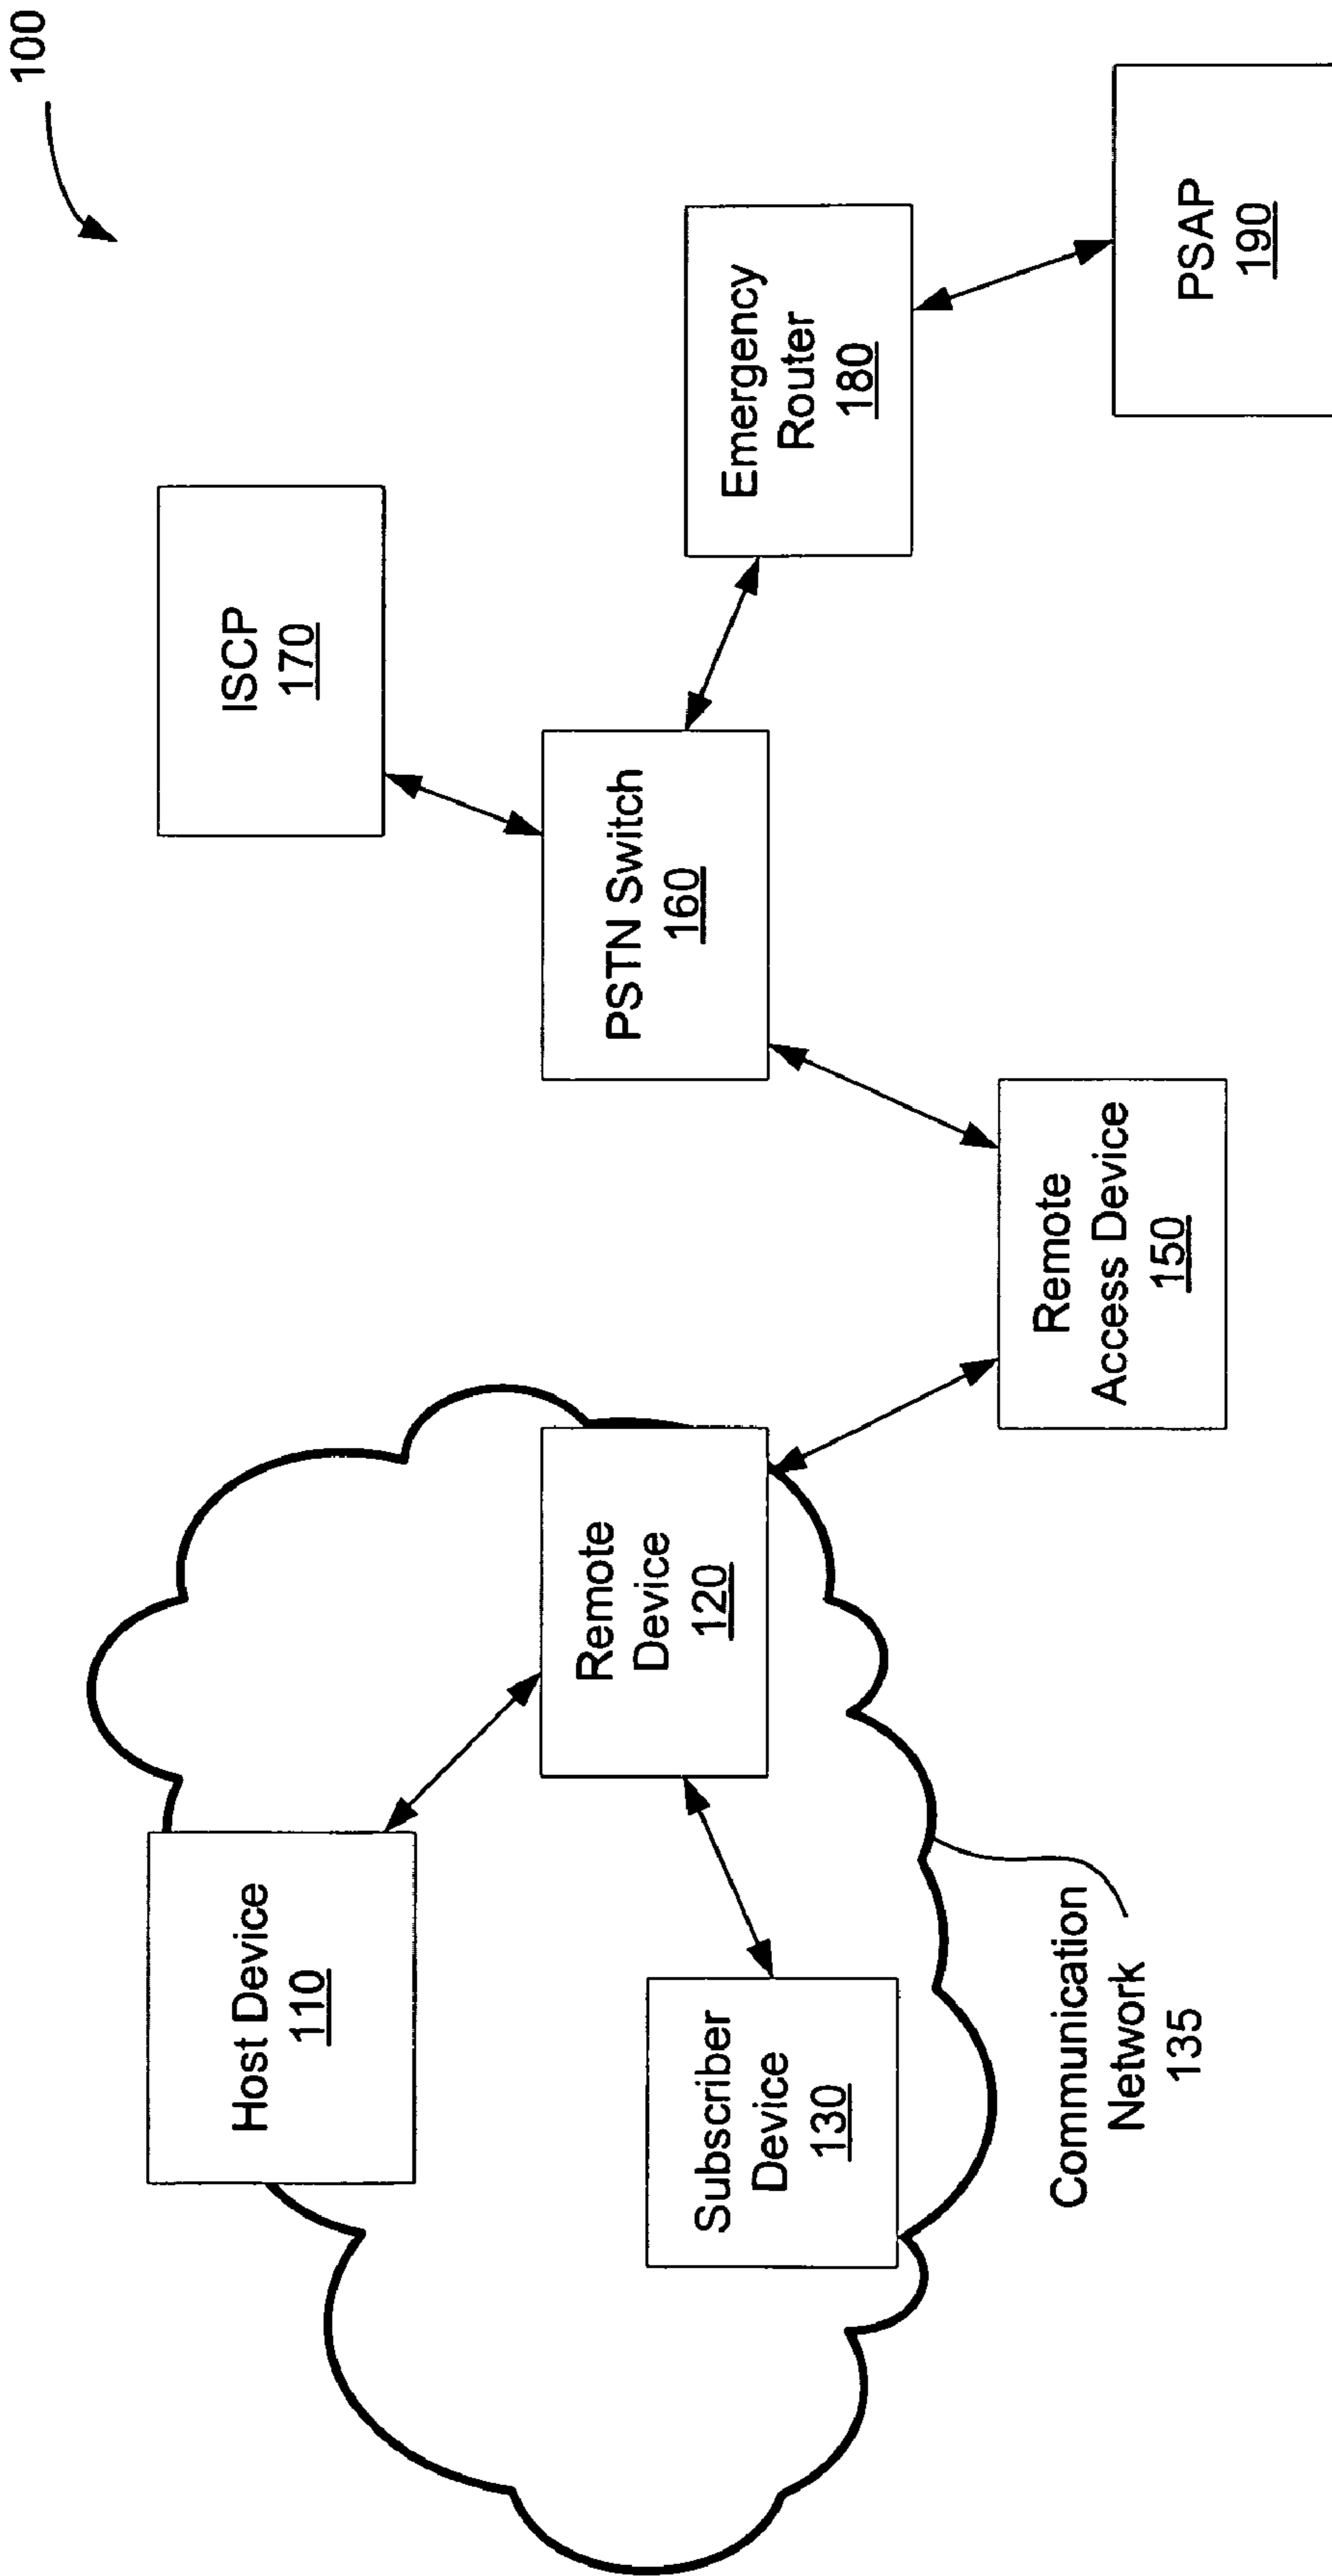 100
Host Device
110
Remote
Device
120
Subscriber
Device
130
Communication
Network
135
Remote
Access Device
150
PSTN Switch
160
ISCP
170
Emergency
Router
180
PSAP
190